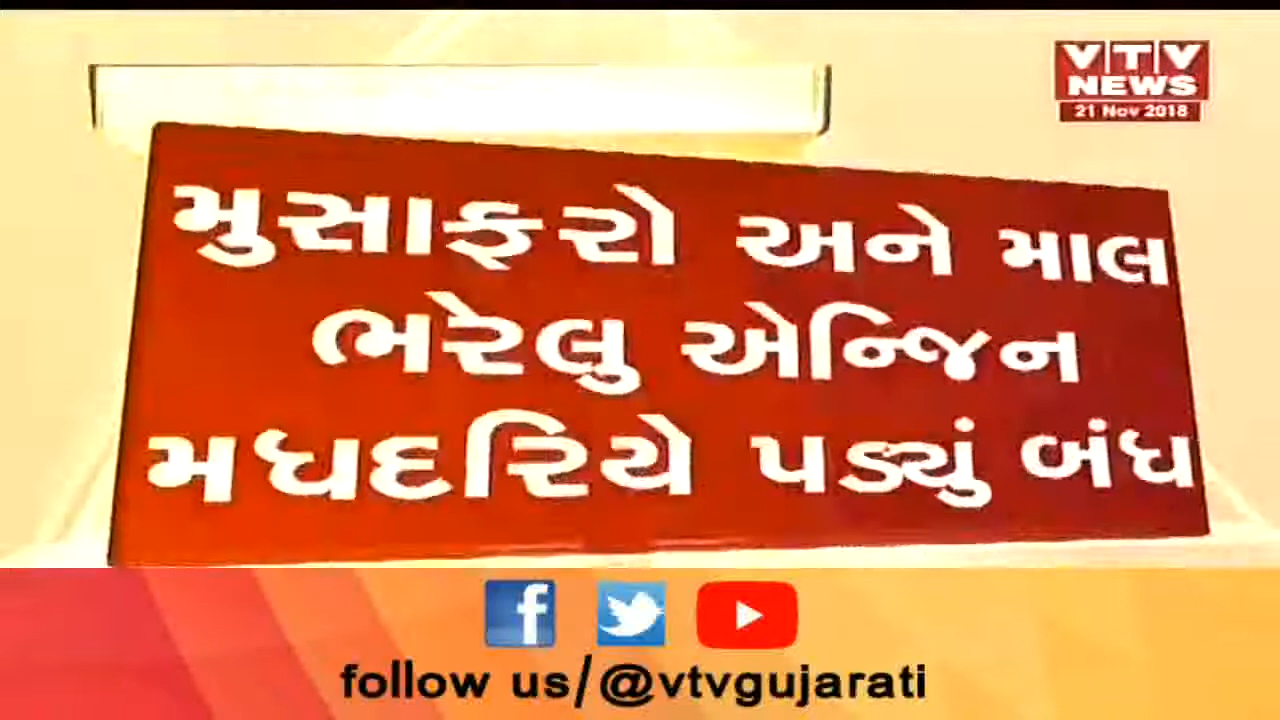 VTV
NEWS
21 Nov 2018
મુસાફરો અને માલ
ભરેલુ એન્જિન
મધદરિયે પડ્યું બંધ
follow us/@vtvgujarati